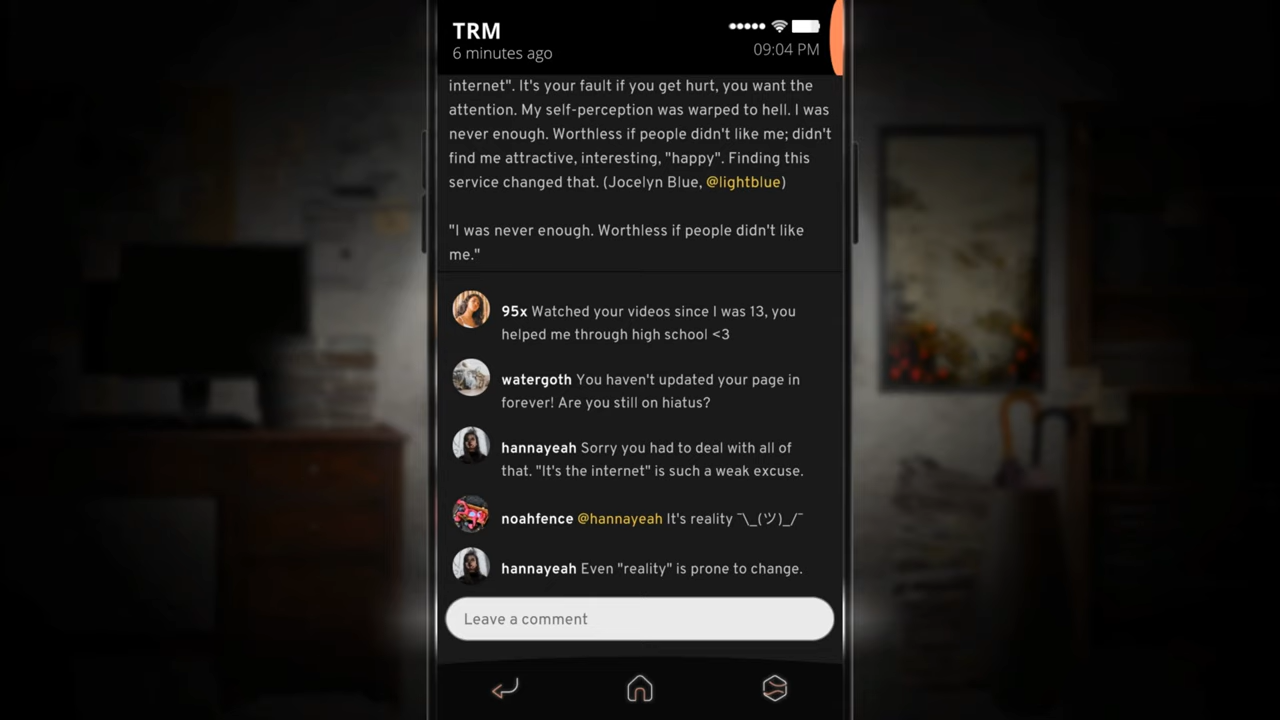 TRM
6 minutes ago
09:04 PM
internet". It's your fault if you get hurt, you want the
attention. My self-perception was warped to hell. I was
never enough. Worthless if people didn't like me; didn't
find me attractive, interesting, "happy". Finding this
service changed that. (Jocelyn Blue, @lightblue)
"I was never enough. Worthless if people didn't like
me."
95x Watched your videos since I was 13, you
helped me through high school <3
watergoth You haven't updated your page in
forever! Are you still on hiatus?
hannayeah Sorry you had to deal with all of
that. "It's the internet" is such a weak excuse.
noahfence @hannayeah It's reality ¯\_(ツ)_/¯
hannayeah Even "reality" is prone to change.
Leave a comment